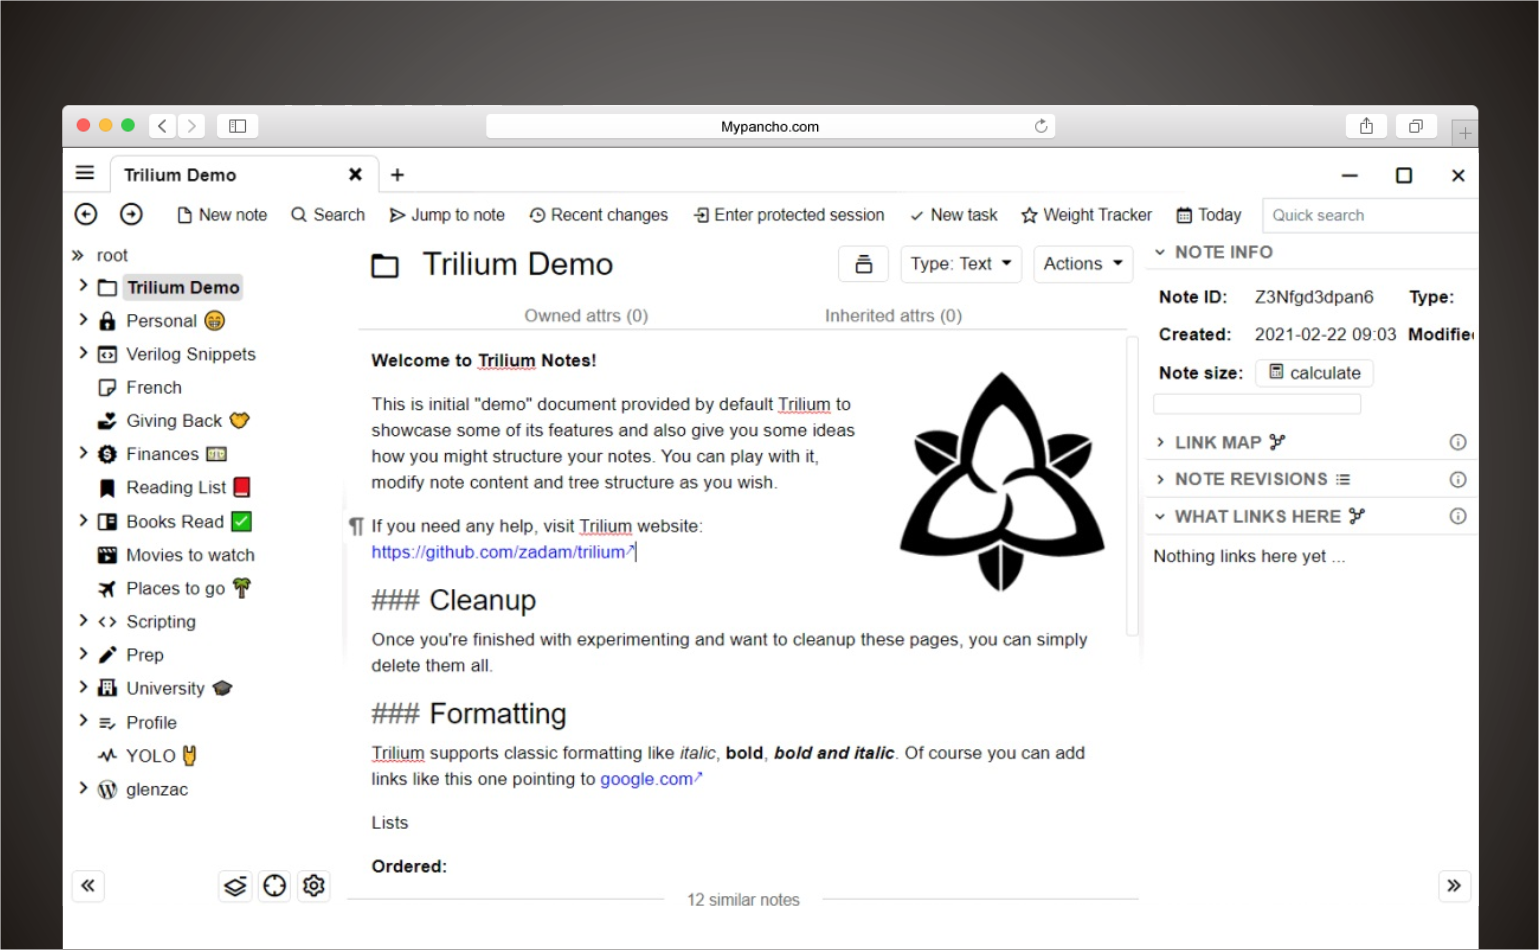 Mypancho.com
Trilium Demo
New note Search Jump to note Recent changes Enter protected session New task Weight Tracker Today Quick search
root
Trilium Demo
Personal
Verilog Snippets
French
Giving Back
Finances
Reading List
Books Read
Movies to watch
Places to go
Scripting
Prep
University
Profile
YOLO
glenzac
Trilium Demo
Type: Text
Actions
Owned attrs (0) Inherited attrs (0)
Welcome to Trilium Notes!
This is initial "demo" document provided by default Trilium to
showcase some of its features and also give you some ideas
how you might structure your notes. You can play with it,
modify note content and tree structure as you wish.
¶ If you need any help, visit Trilium website:
https://github.com/zadam/trilium
### Cleanup
Once you're finished with experimenting and want to cleanup these pages, you can simply
delete them all.
### Formatting
Trilium supports classic formatting like italic, bold, bold and italic. Of course you can add
links like this one pointing to google.com
Lists
Ordered:
12 similar notes
NOTE INFO
Note ID: Z3Nfgd3dpan6 Type:
Created: 2021-02-22 09:03 Modifie
Note size: calculate
LINK MAP
NOTE REVISIONS
WHAT LINKS HERE
Nothing links here yet ...